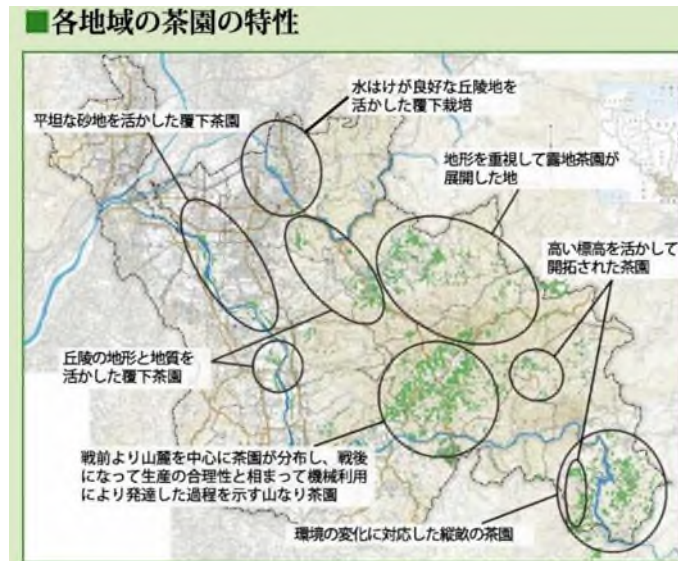 ■各地域の茶園の特性
水はけが良好な丘陵地を
活かした覆下栽培
平坦な砂地を活かした覆下茶園
地形を重視して露地茶園が
展開した地
高い標高を活かして
開拓された茶園
丘陵の地形と地質を
活かした覆下茶園
戦前より山麓を中心に茶園が分布し、戦後
になって生産の合理性と相まって機械利用
により発達した過程を示す山なり茶園
環境の変化に対応した縦畝の茶園